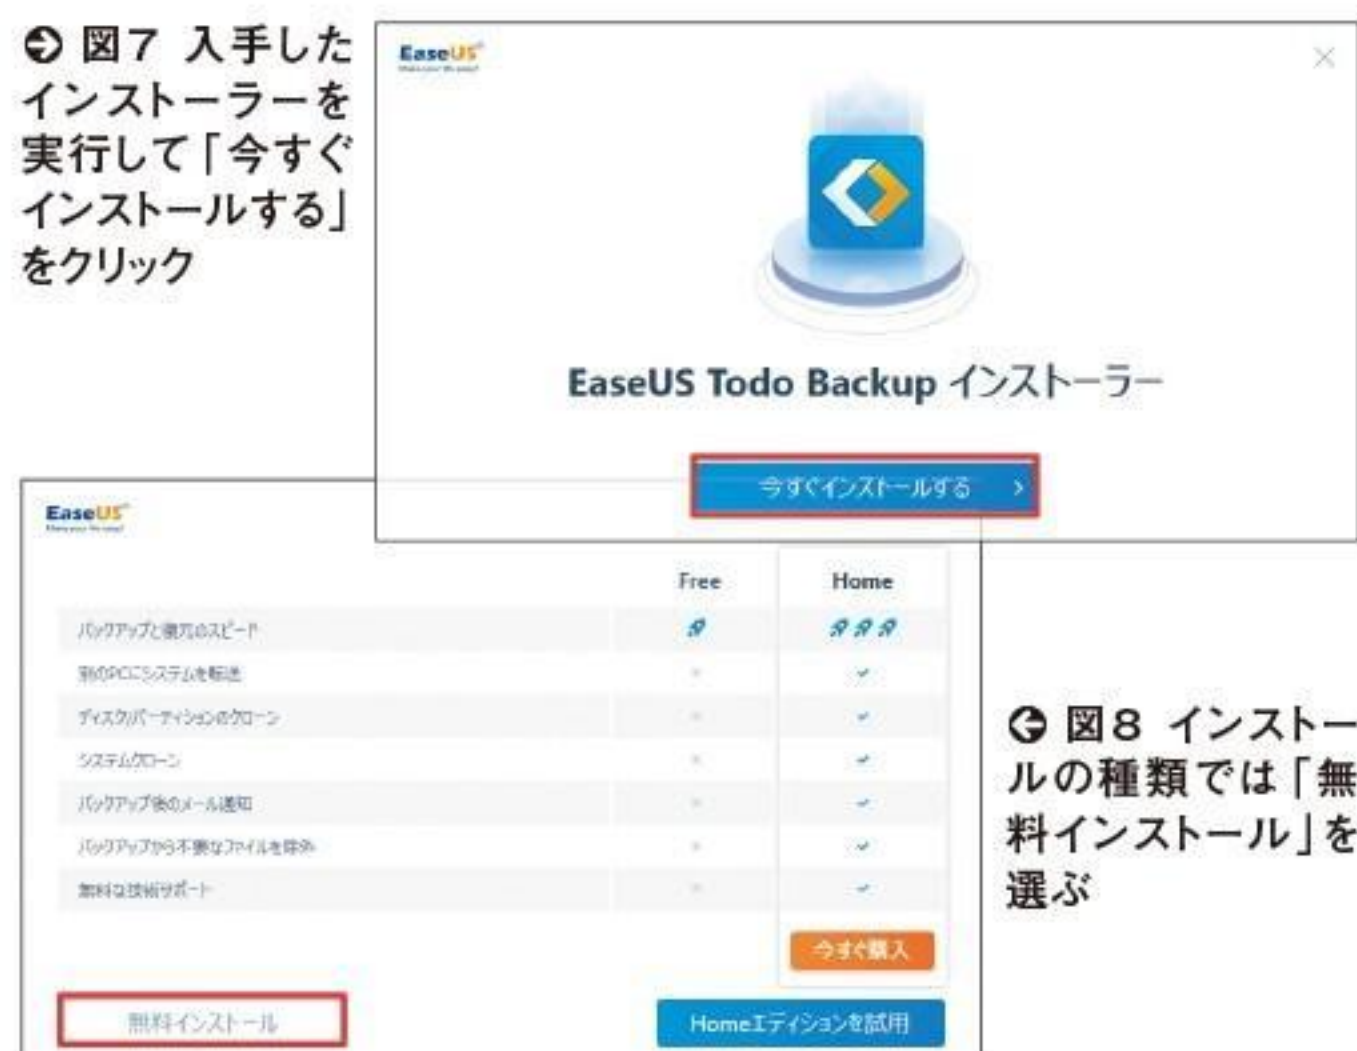 図7 入手した
インストーラーを
実行して「今すぐ
インストールする」
をクリック
EaseUS
EaseUS Todo Backup インストーラー
今すぐインストールする
EaseUS
Free Home
バックアップと復元のスピード
別のPCにシステムを転送
ディスク/パーティションのクローン
システムクローン
バックアップ後のメール通知
バックアップから不要なファイルを除外
無料な技術サポート
今すぐ購入
無料インストール
Homeエディションを試用
図8 インストー
ルの種類では「無
料インストール」を
選ぶ